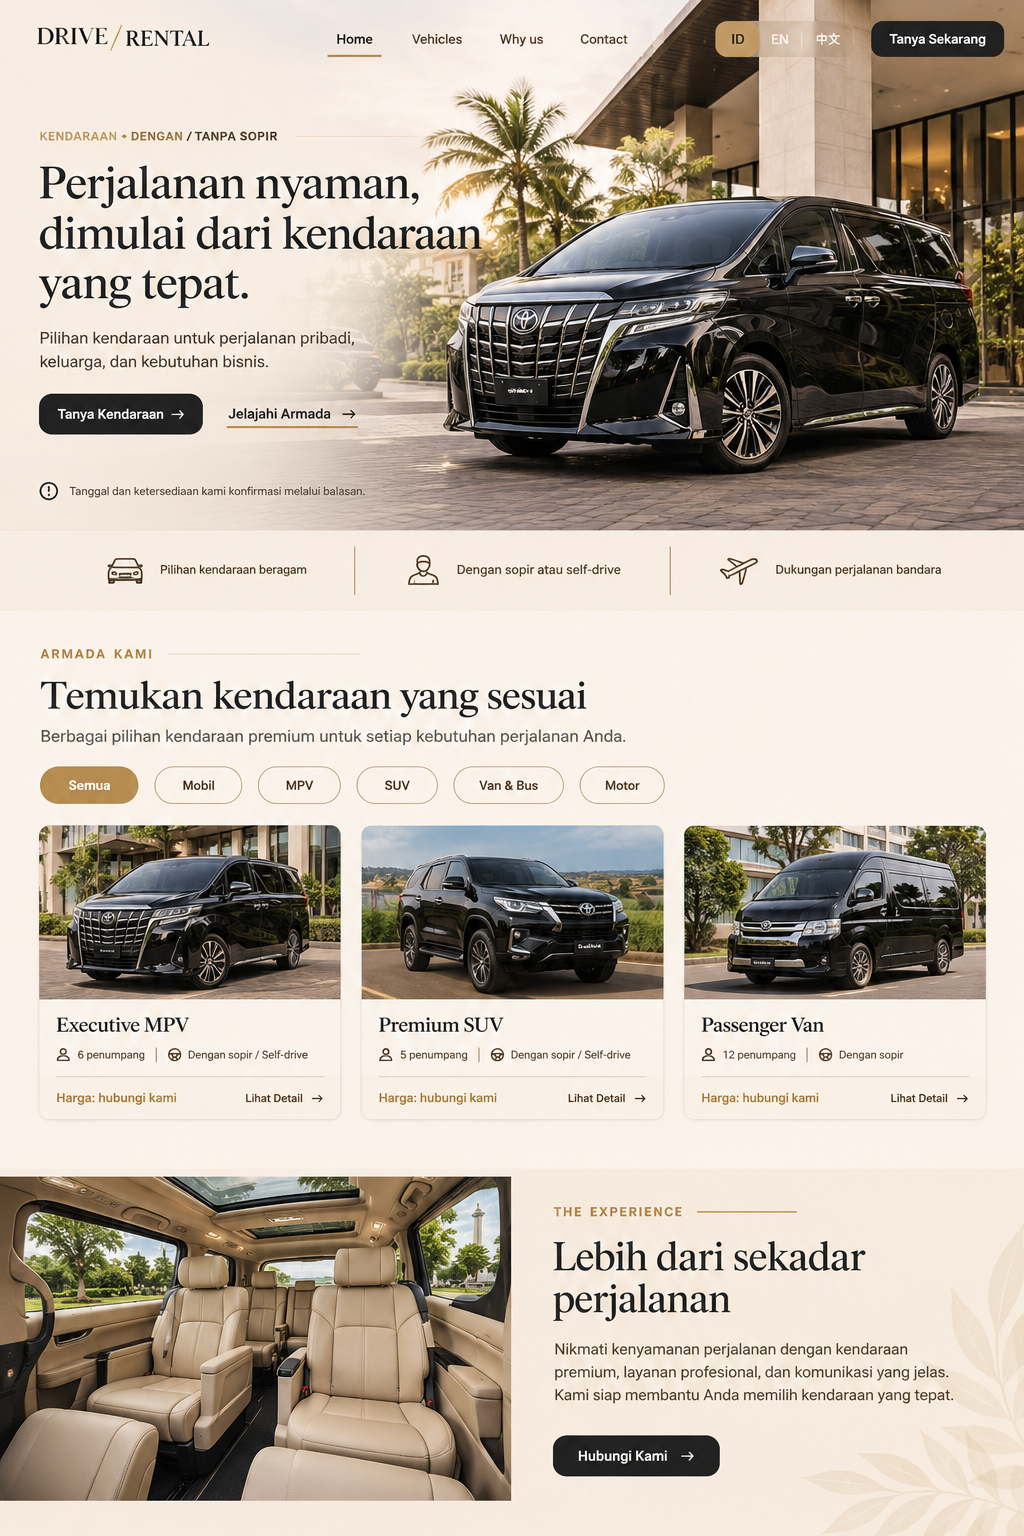 DRIVE / RENTAL
Home
Vehicles
Why us
Contact
ID
EN
中文
Tanya Sekarang
KENDARAAN • DENGAN / TANPA SOPIR
Perjalanan nyaman,
dimulai dari kendaraan
yang tepat.
Pilihan kendaraan untuk perjalanan pribadi,
keluarga, dan kebutuhan bisnis.
Tanya Kendaraan →
Jelajahi Armada →
Tanggal dan ketersediaan kami konfirmasi melalui balasan.
Pilihan kendaraan beragam
Dengan sopir atau self-drive
Dukungan perjalanan bandara
ARMADA KAMI
Temukan kendaraan yang sesuai
Berbagai pilihan kendaraan premium untuk setiap kebutuhan perjalanan Anda.
Semua
Mobil
MPV
SUV
Van & Bus
Motor
Executive MPV
6 penumpang | Dengan sopir / Self-drive
Harga: hubungi kami
Lihat Detail →
Premium SUV
5 penumpang | Dengan sopir / Self-drive
Harga: hubungi kami
Lihat Detail →
Passenger Van
12 penumpang | Dengan sopir
Harga: hubungi kami
Lihat Detail →
THE EXPERIENCE
Lebih dari sekadar
perjalanan
Nikmati kenyamanan perjalanan dengan kendaraan
premium, layanan profesional, dan komunikasi yang jelas.
Kami siap membantu Anda memilih kendaraan yang tepat.
Hubungi Kami →